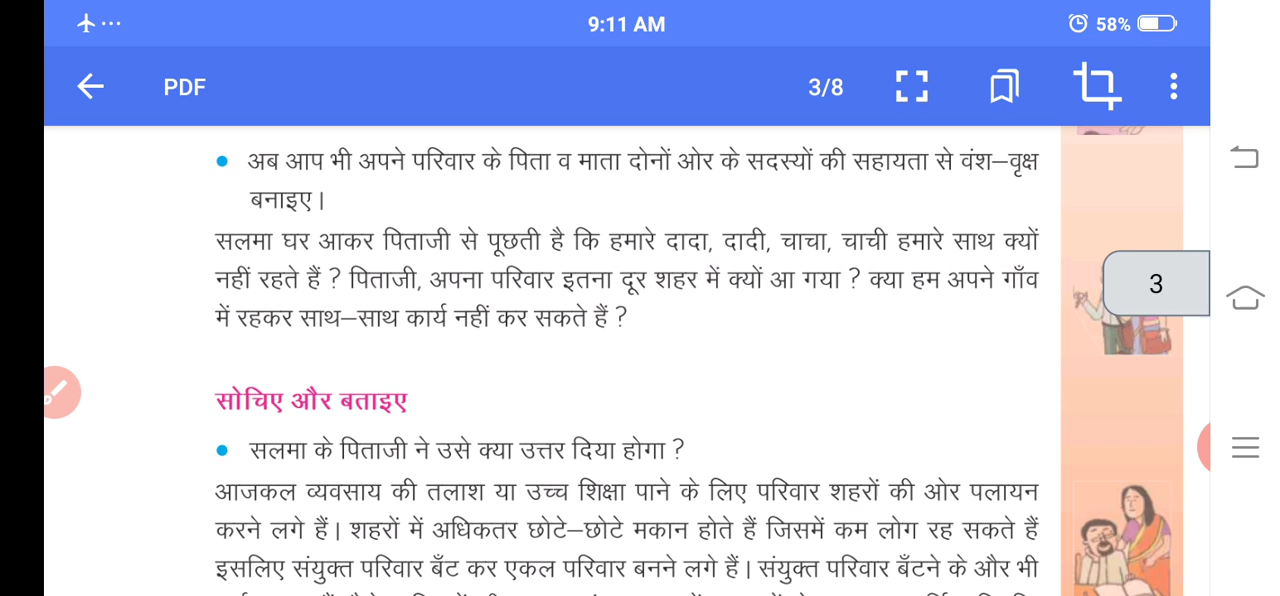 9:11 AM
58%
PDF
3/8
• अब आप भी अपने परिवार के पिता व माता दोनों ओर के सदस्यों की सहायता से वंश–वृक्ष
बनाइए।
सलमा घर आकर पिताजी से पूछती है कि हमारे दादा, दादी, चाचा, चाची हमारे साथ क्यों
नहीं रहते हैं ? पिताजी, अपना परिवार इतना दूर शहर में क्यों आ गया ? क्या हम अपने गाँव
3
में रहकर साथ–साथ कार्य नहीं कर सकते हैं ?
सोचिए और बताइए
• सलमा के पिताजी ने उसे क्या उत्तर दिया होगा ?
आजकल व्यवसाय की तलाश या उच्च शिक्षा पाने के लिए परिवार शहरों की ओर पलायन
करने लगे हैं। शहरों में अधिकतर छोटे–छोटे मकान होते हैं जिसमें कम लोग रह सकते हैं
इसलिए संयुक्त परिवार बँट कर एकल परिवार बनने लगे हैं। संयुक्त परिवार बँटने के और भी